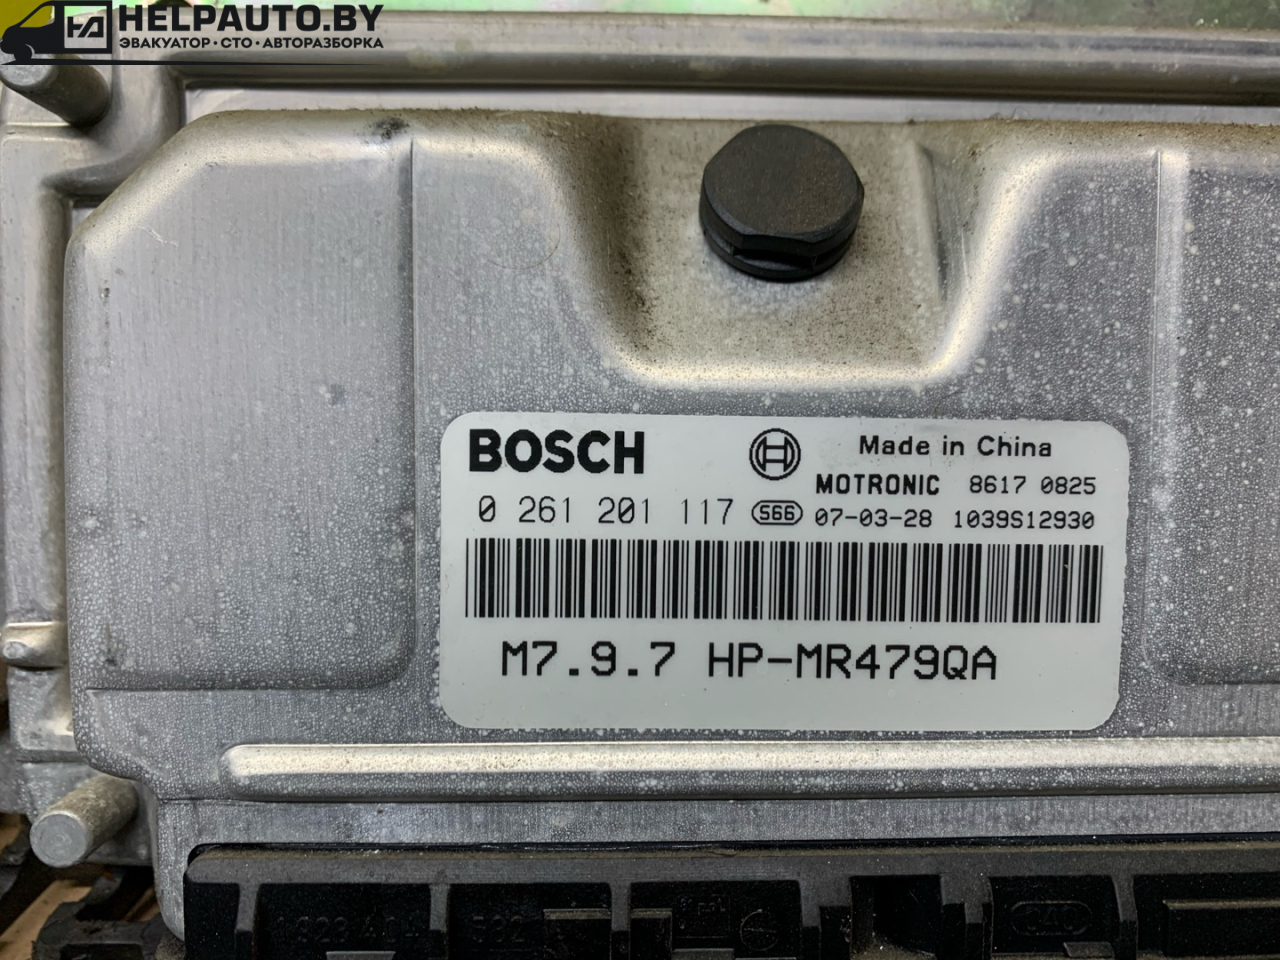 HELPAUTO.BY
ЭВАКУАТОР · СТО · АВТОРАЗБОРКА
BOSCH
Made in China
MOTRONIC 8617 0825
0 261 201 117 566 07-03-28 1039S12930
M7.9.7 HP-MR479QA